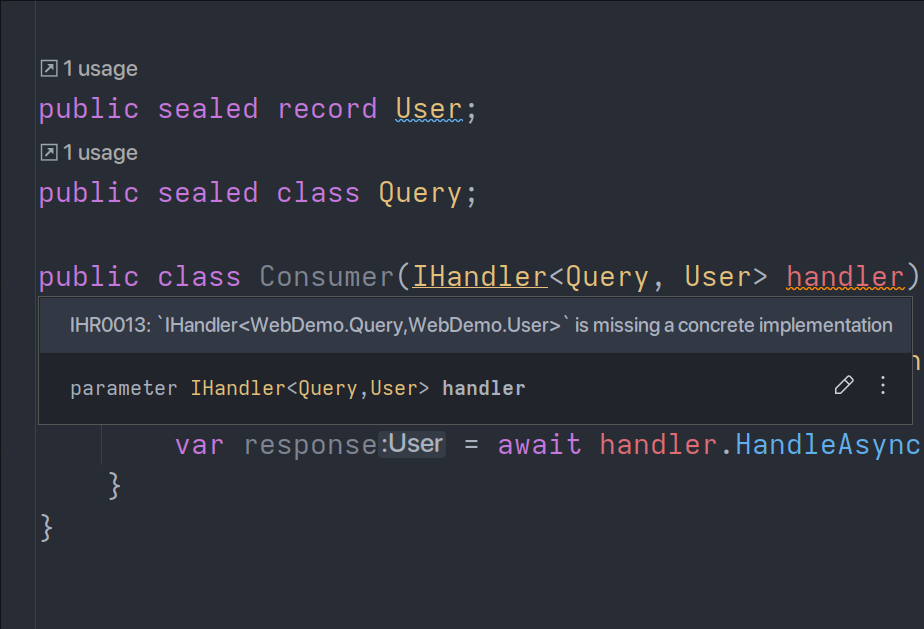 1 usage
public sealed record User;
1 usage
public sealed class Query;
public class Consumer(IHandler<Query, User> handler)
IHR0013: `IHandler<WebDemo.Query,WebDemo.User>` is missing a concrete implementation
parameter IHandler<Query,User> handler
var response:User = await handler.HandleAsync
}
}